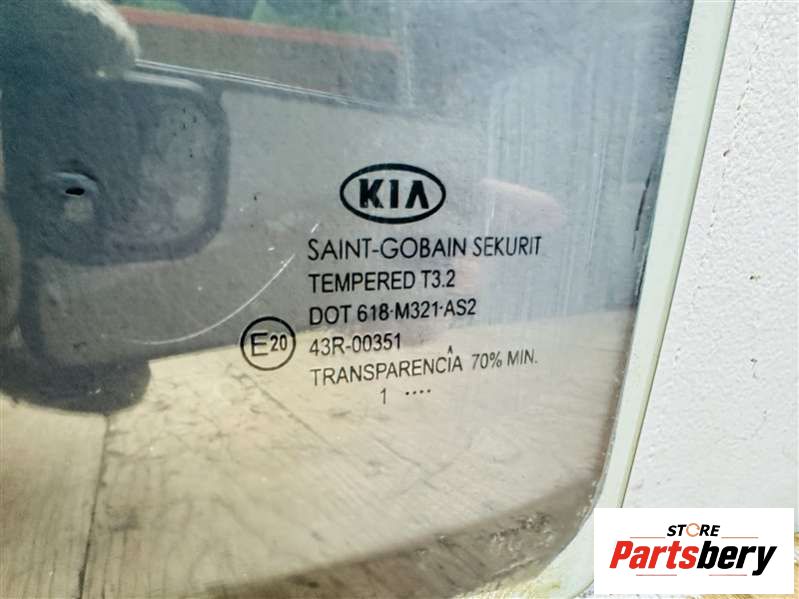 KIA
SAINT-GOBAIN SEKURIT
TEMPERED T3.2
DOT 618-M321-AS2
E20 43R-00351
A
TRANSPARENCIA 70% MIN.
1 ....
STORE
Partsbery